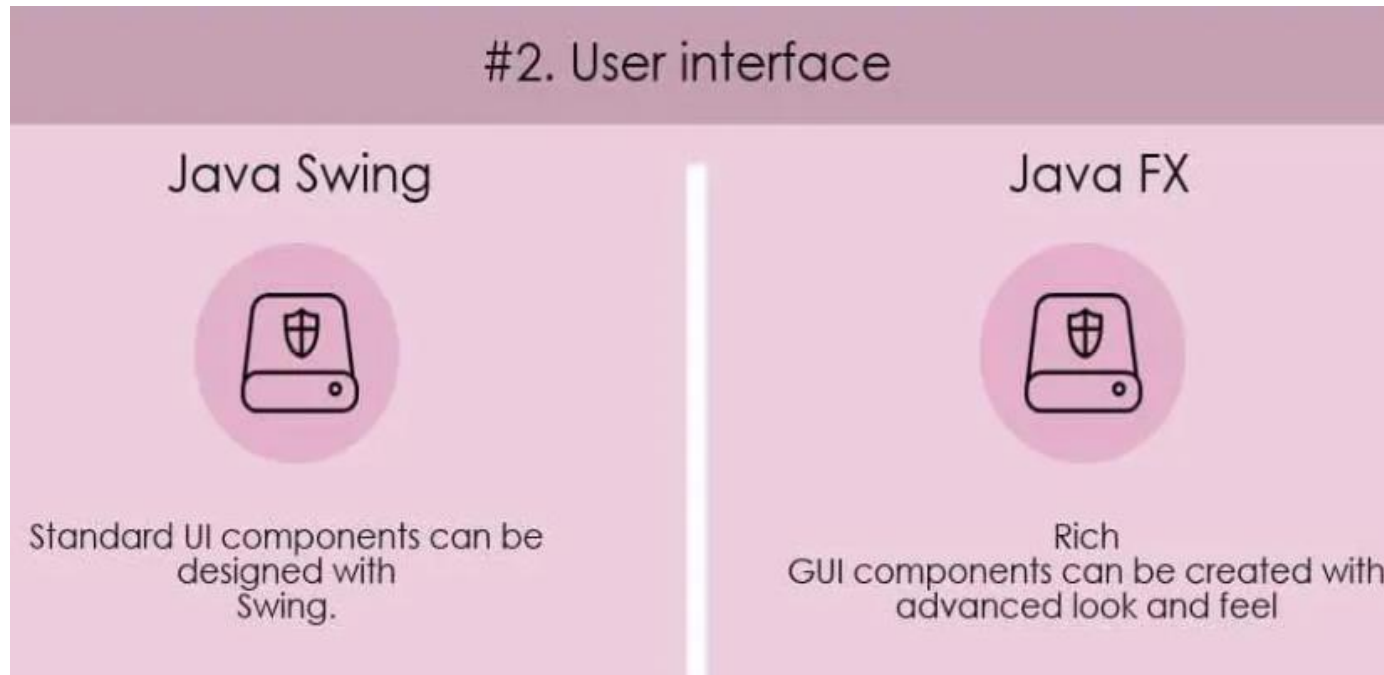 #2. User interface
Java Swing
Standard UI components can be
designed with
Swing.
Java FX
Rich
GUI components can be created with
advanced look and feel